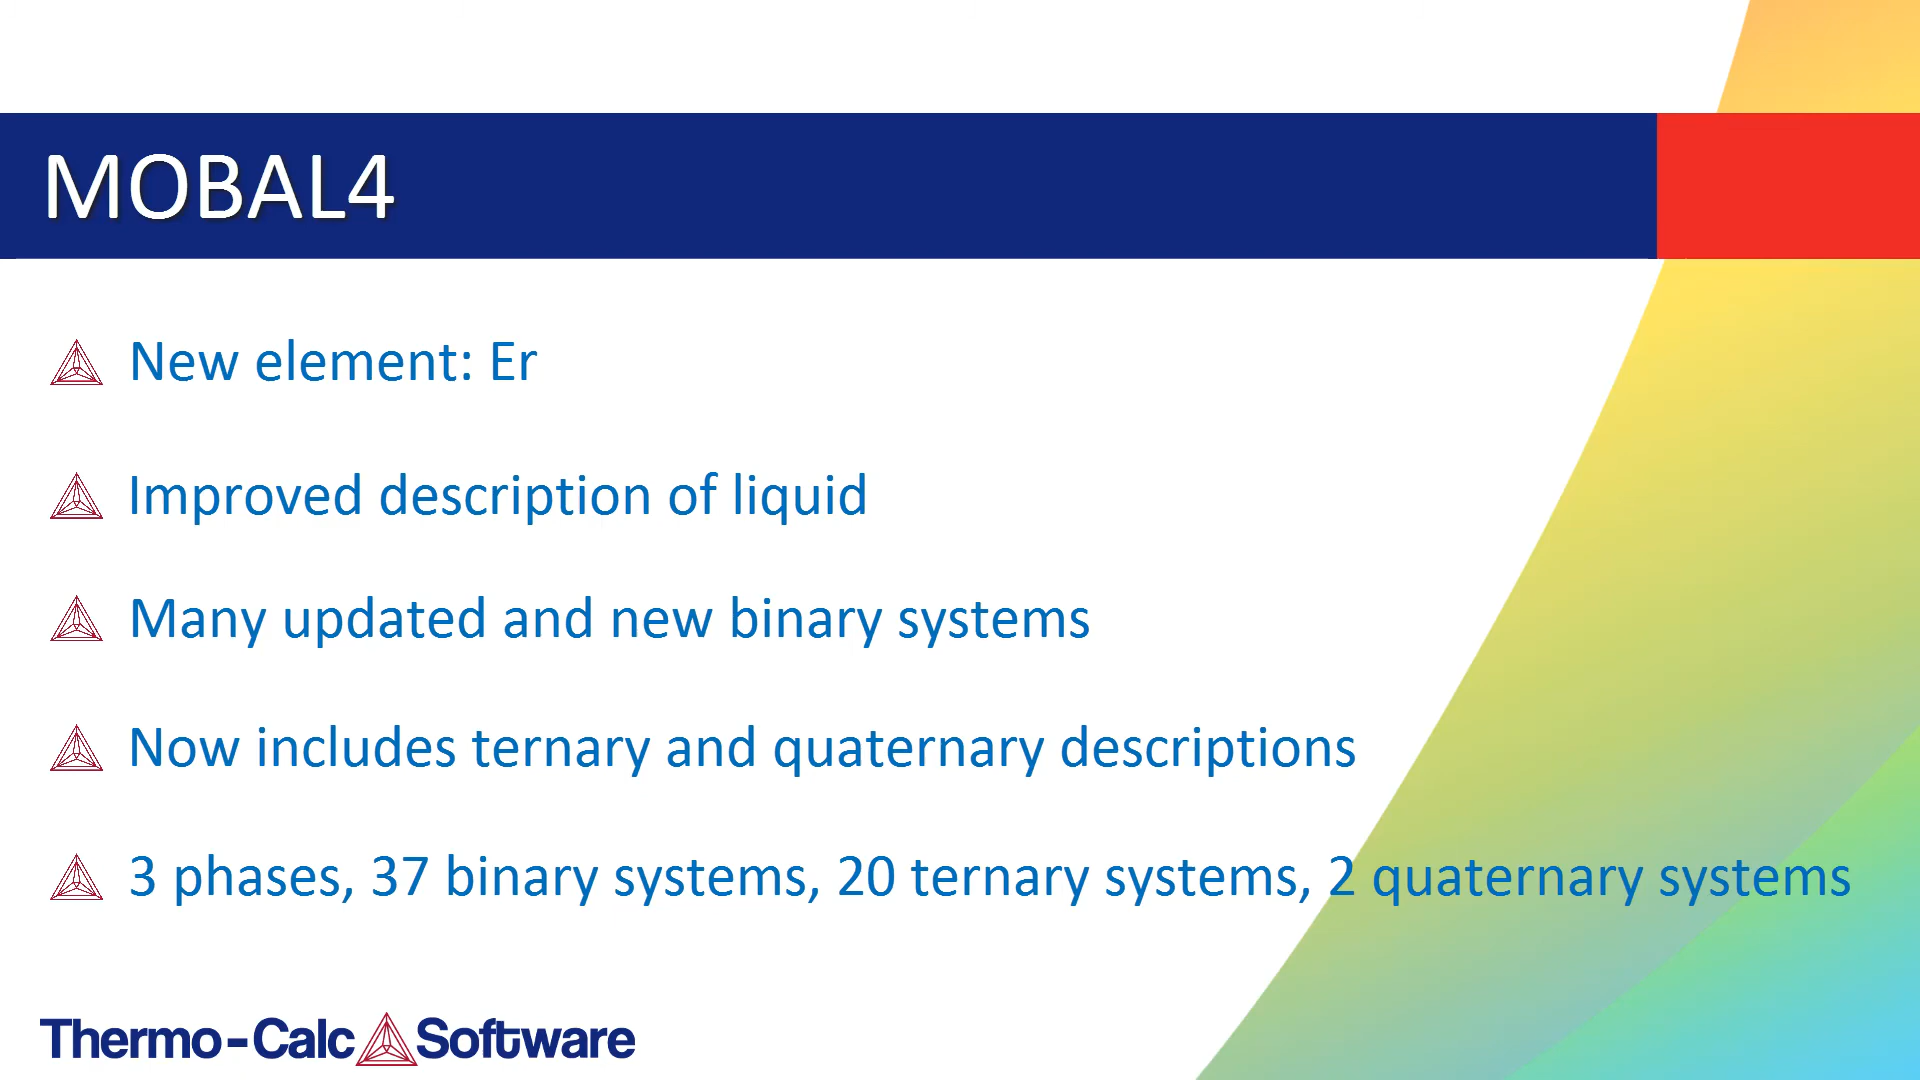 MOBAL4
New element: Er
Improved description of liquid
Many updated and new binary systems
Now includes ternary and quaternary descriptions
3 phases, 37 binary systems, 20 ternary systems, 2 quaternary systems
Thermo-Calc Software